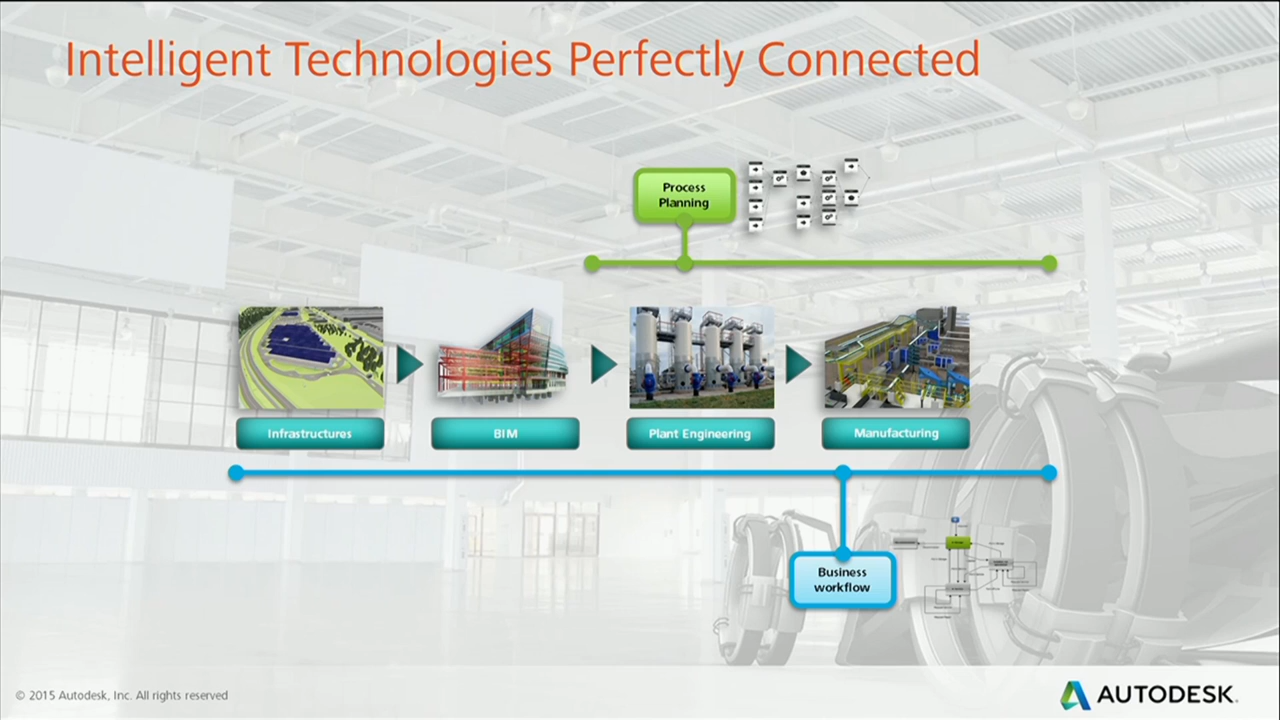 Intelligent Technologies Perfectly Connected
Process
Planning
Infrastructures
BIM
Plant Engineering
Manufacturing
Business
workflow
© 2015 Autodesk, Inc. All rights reserved
AUTODESK.